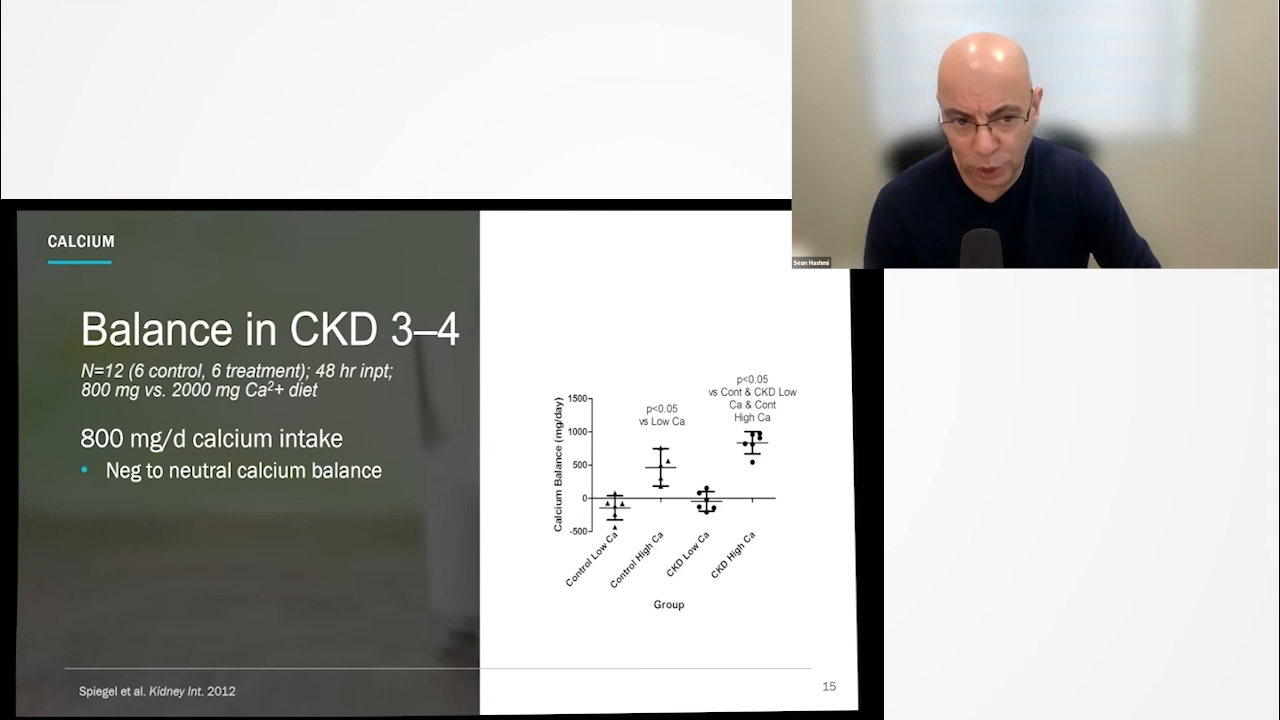 Sean Hashmi
CALCIUM
Balance in CKD 3–4
N=12 (6 control, 6 treatment); 48 hr inpt;
800 mg vs. 2000 mg Ca²+ diet
800 mg/d calcium intake
• Neg to neutral calcium balance
p<0.05
vs Low Ca
p<0.05
vs Cont & CKD Low
Ca & Cont
High Ca
Calcium Balance (mg/day)
1500
1000
500
0
-500
Control Low Ca
Control High Ca
CKD Low Ca
CKD High Ca
Group
Spiegel et al. Kidney Int. 2012
15